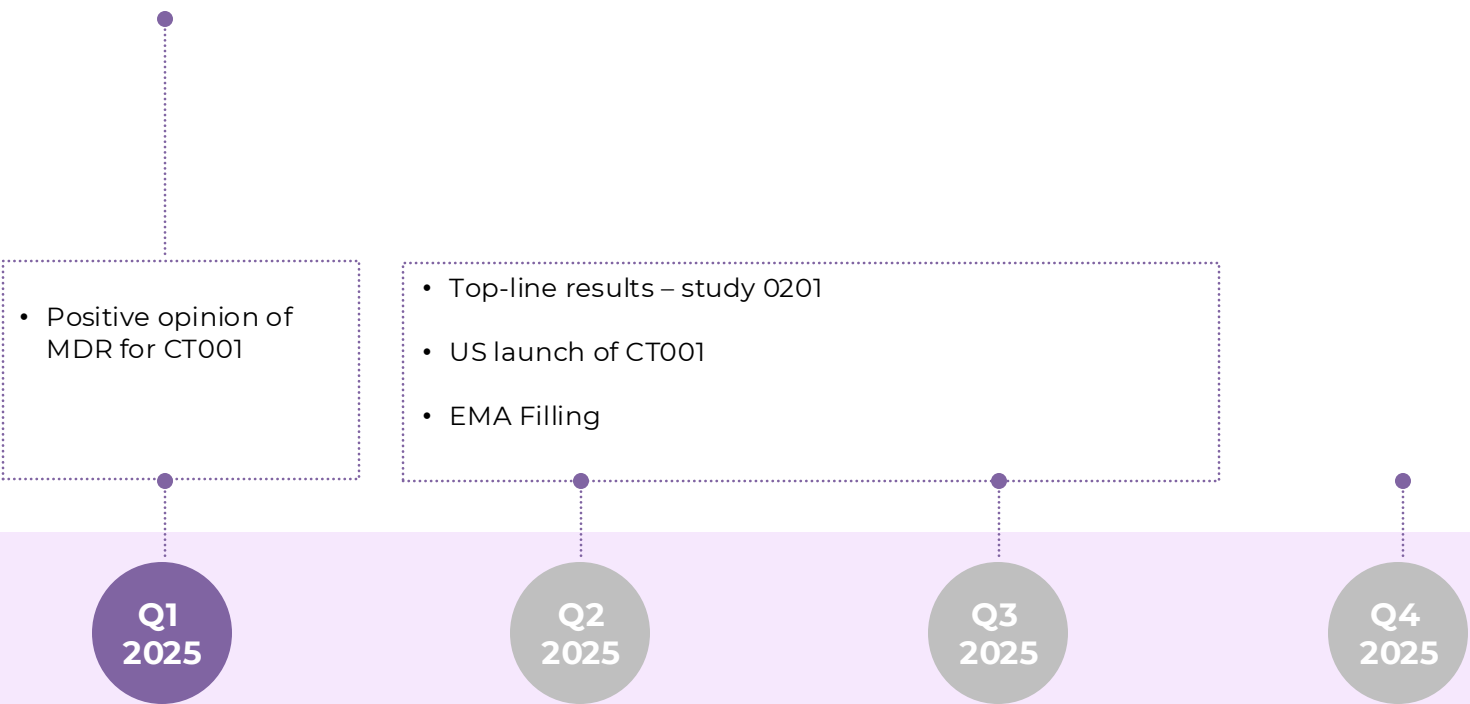 • Positive opinion of
MDR for CT001
• Top-line results – study 0201
• US launch of CT001
• EMA Filling
Q1
2025
Q2
2025
Q3
2025
Q4
2025